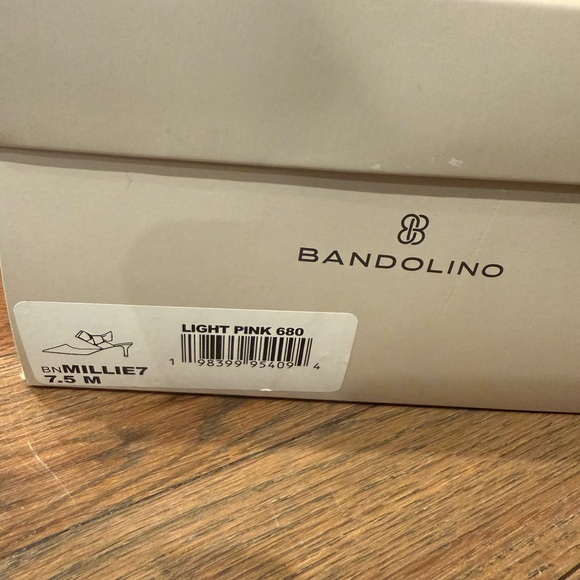 BANDOLINO
LIGHT PINK 680
1 98399 95409 4
BNMILLIE7
7.5 M